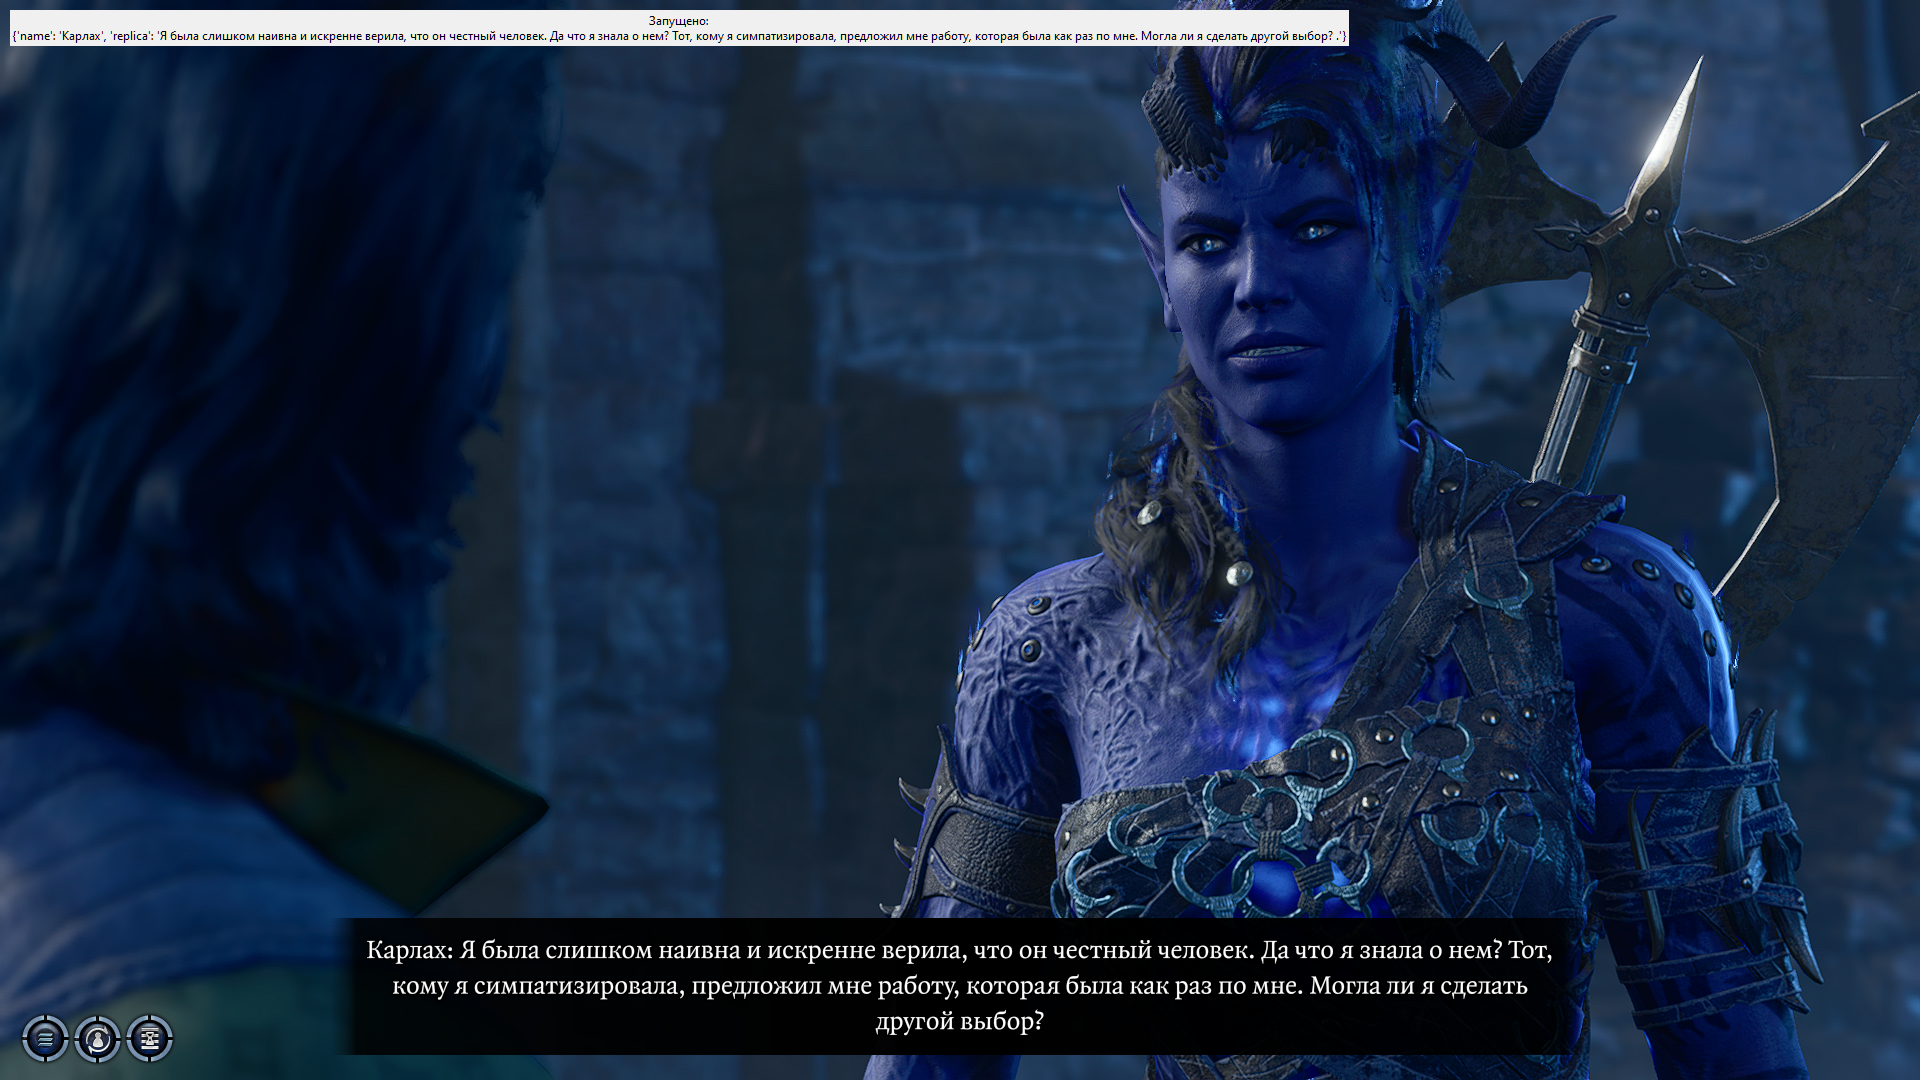 Запущено:
{'name': 'Карлах', 'replica': 'Я была слишком наивна и искренне верила, что он честный человек. Да что я знала о нем? Тот, кому я симпатизировала, предложил мне работу, которая была как раз по мне. Могла ли я сделать другой выбор? .'}
Карлах: Я была слишком наивна и искренне верила, что он честный человек. Да что я знала о нем? Тот,
кому я симпатизировала, предложил мне работу, которая была как раз по мне. Могла ли я сделать
другой выбор?